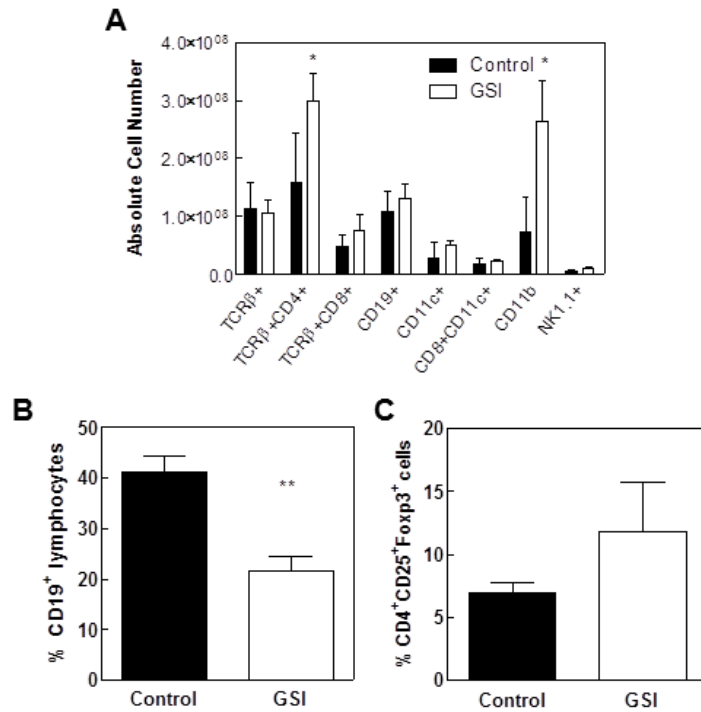 A
Absolute Cell Number
4.0×10⁰⁸
3.0×10⁰⁸
2.0×10⁰⁸
1.0×10⁰⁸
0.0
*
*
Control
GSI
TCRβ+
TCRβ+CD4+
TCRβ+CD8+
CD19+
CD11c+
CD8+CD11c+
CD11b
NK1.1+
B
% CD19⁺ lymphocytes
50
40
30
20
10
0
**
Control
GSI
C
% CD4⁺CD25⁺Foxp3⁺ cells
20
15
10
5
0
Control
GSI